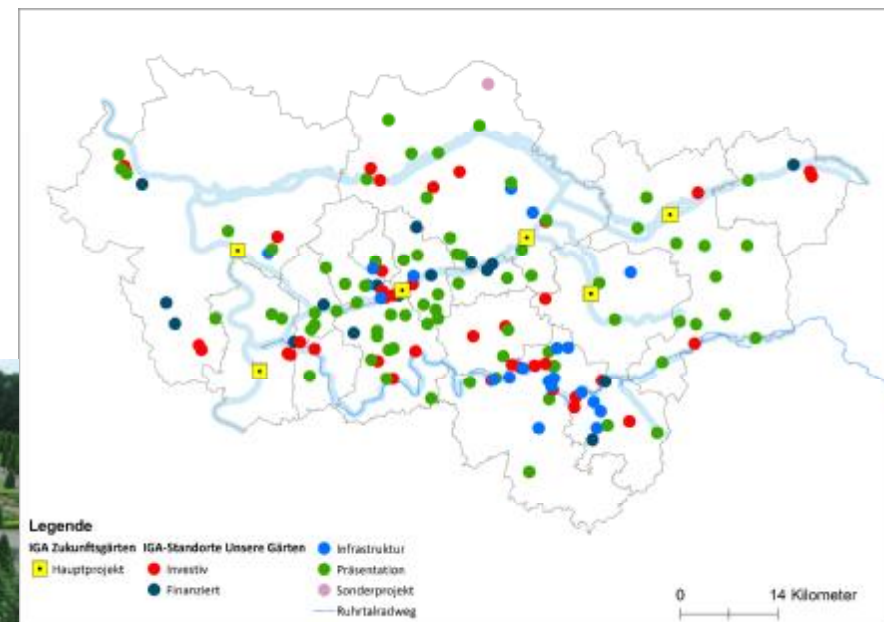 Legende
IGA Zukunftsgärten IGA-Standorte Unsere Gärten
Hauptprojekt
Investiv
Finanziert
Infrastruktur
Präsentation
Sonderprojekt
Ruhrtalradweg
0 14 Kilometer